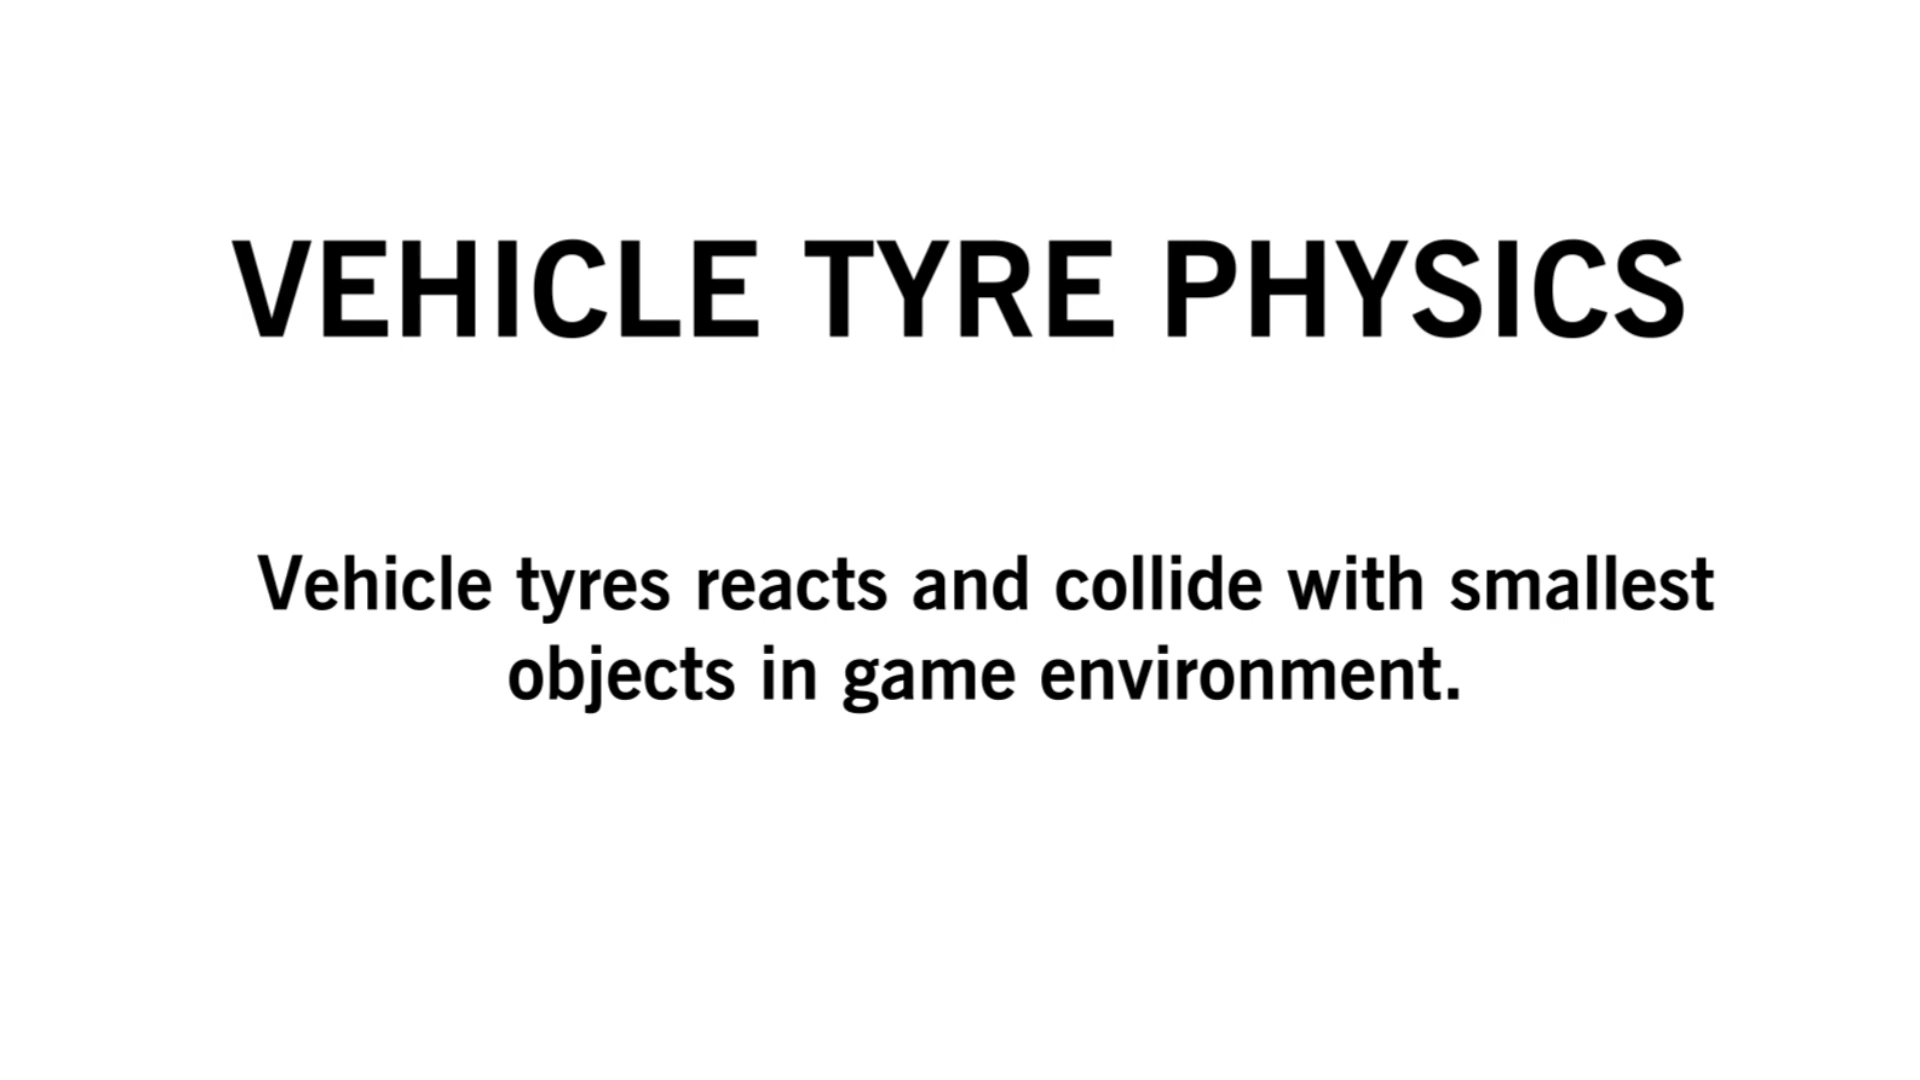 VEHICLE TYRE PHYSICS
Vehicle tyres reacts and collide with smallest
objects in game environment.